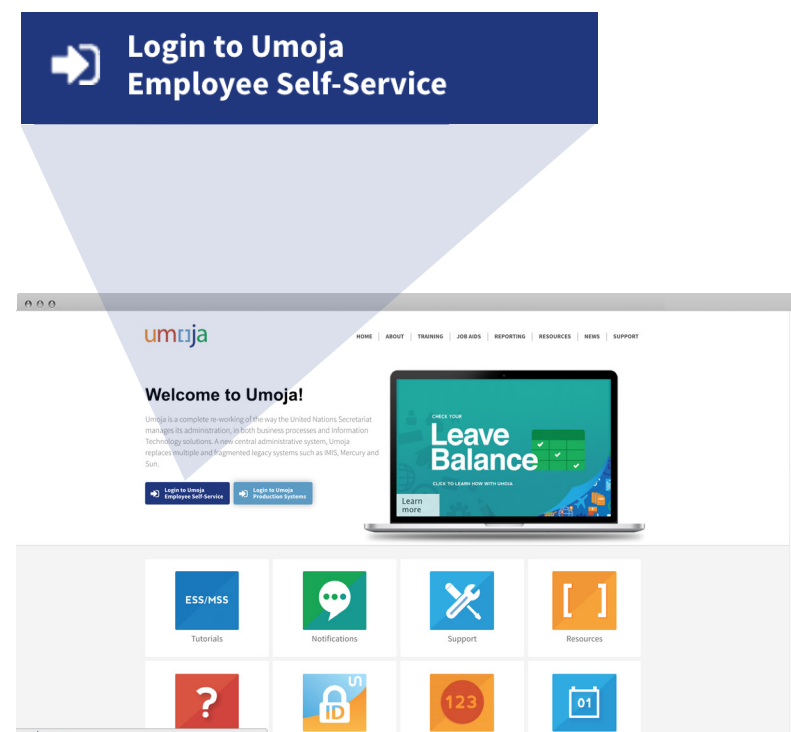 Login to Umoja
Employee Self-Service
umoja
HOME | ABOUT | TRAINING | JOB AIDS | REPORTING | RESOURCES | NEWS | SUPPORT
Welcome to Umoja!
Umoja is a complete re-working of the way the United Nations Secretariat
manages its administration, in both business processes and Information
Technology solutions. A new central administrative system, Umoja
replaces multiple and fragmented legacy systems such as IMIS, Mercury and
Sun.
Login to Umoja
Employee Self-Service
Login to Umoja
Production Systems
CHECK YOUR
Leave
Balance
CLICK TO LEARN HOW WITH UMOJA
Learn
more
ESS/MSS
Tutorials
Notifications
Support
[ ]
Resources
?
ID
UN
123
01